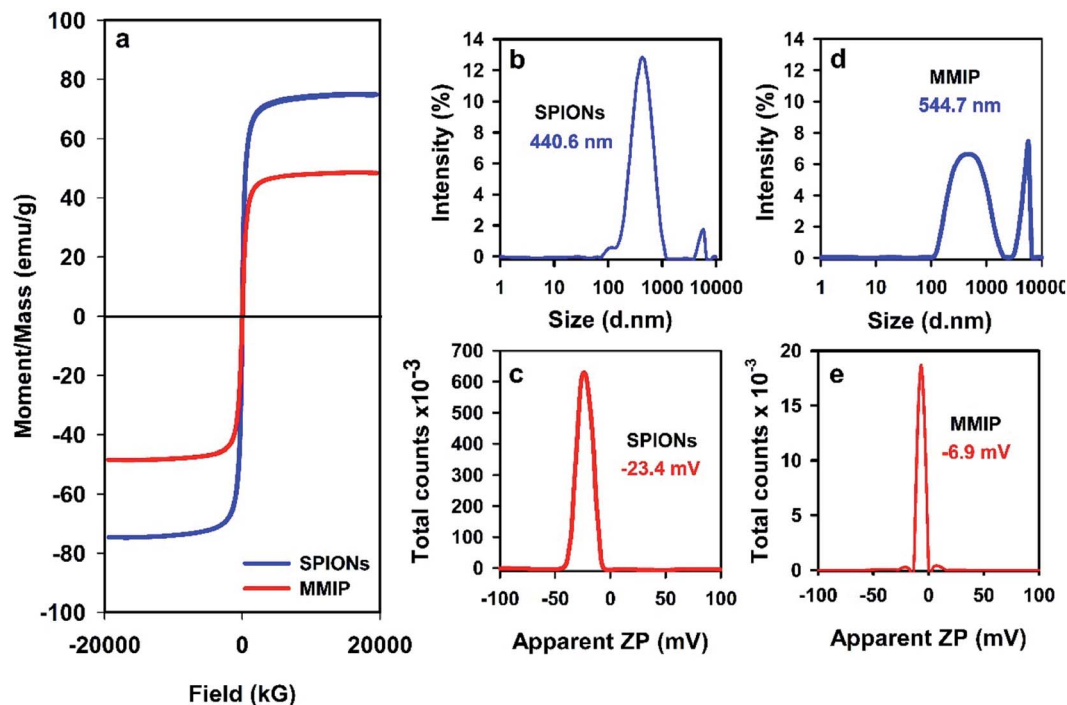 a
100
80
60
40
20
0
-20
-40
-60
-80
-100
Moment/Mass (emu/g)
SPIONs
MMIP
-20000 0 20000
Field (kG)
b
14
12
10
8
6
4
2
0
Intensity (%)
SPIONs
440.6 nm
1 10 100 1000 10000
Size (d.nm)
d
14
12
10
8
6
4
2
0
Intensity (%)
MMIP
544.7 nm
1 10 100 1000 10000
Size (d.nm)
c
700
600
500
400
300
200
100
0
Total counts x10-3
SPIONs
-23.4 mV
-100 -50 0 50 100
Apparent ZP (mV)
e
20
15
10
5
0
Total counts x 10-3
MMIP
-6.9 mV
-100 -50 0 50 100
Apparent ZP (mV)